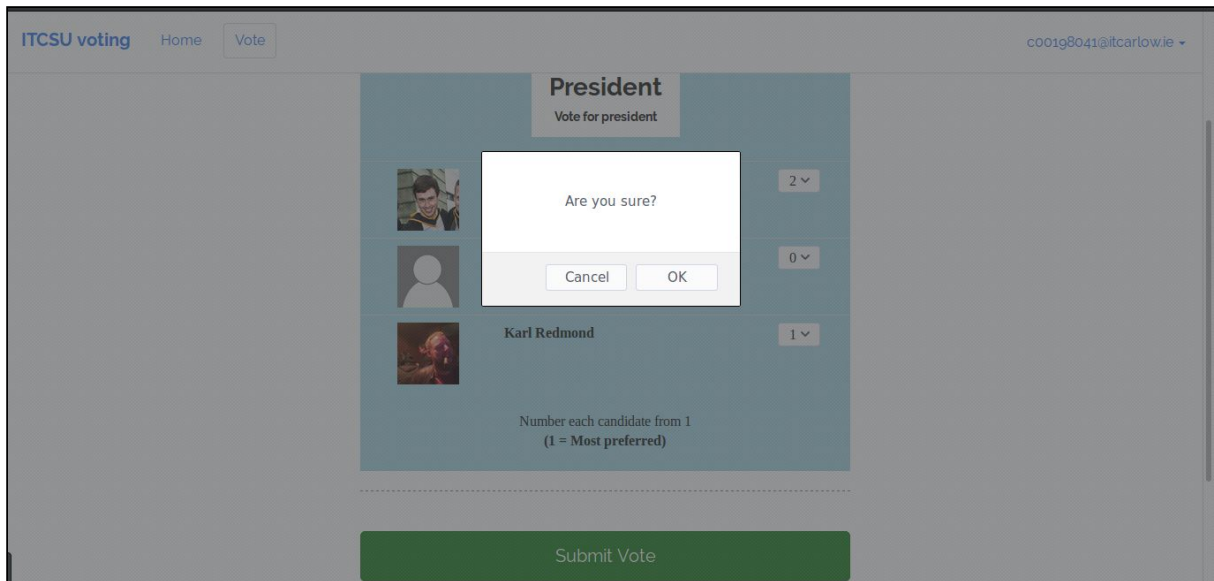 ITCSU voting Home Vote c00198041@itcarlow.ie
President
Vote for president
2
Are you sure?
0
Cancel OK
Karl Redmond 1
Number each candidate from 1
(1 = Most preferred)
Submit Vote